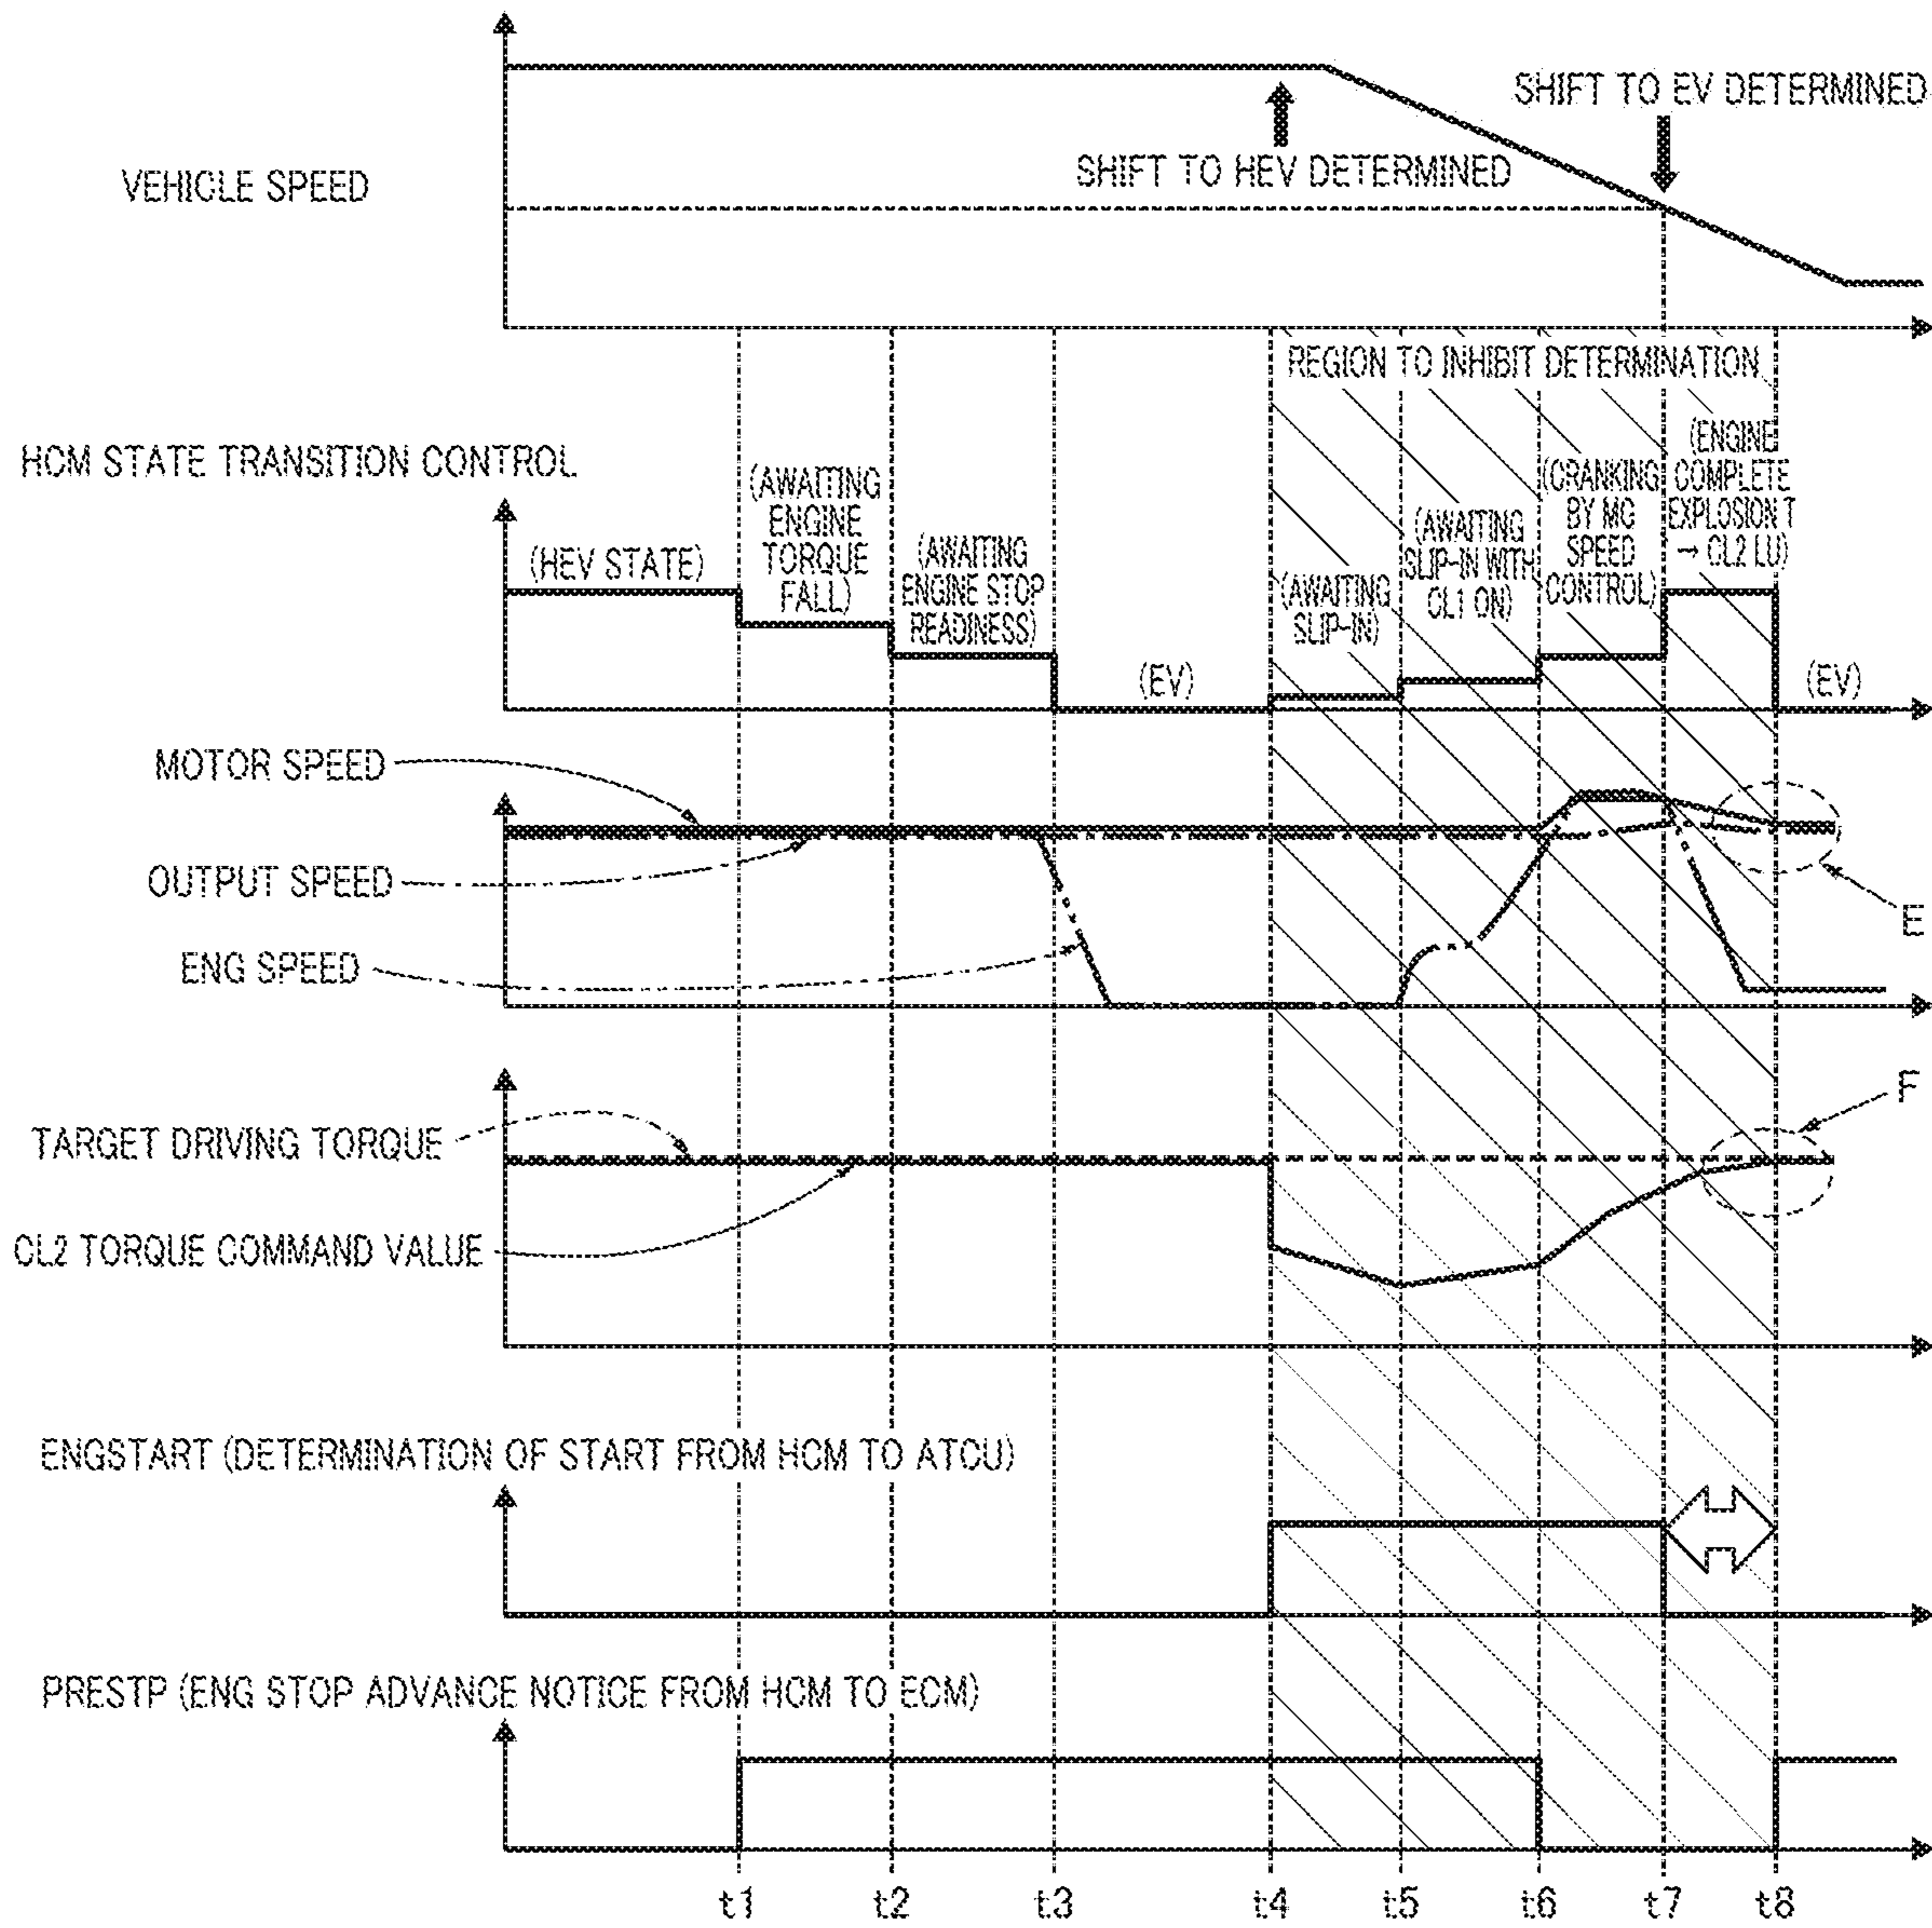 SHIFT TO EV DETERMINED
SHIFT TO HEV DETERMINED
VEHICLE SPEED
REGION TO INHIBIT DETERMINATION
HCM STATE TRANSITION CONTROL
(HEV STATE)
(AWAITING
ENGINE
TORQUE
FALL)
(AWAITING
ENGINE STOP
READINESS)
(EV)
(AWAITING
SLIP-IN)
(AWAITING
SLIP-IN WITH
CL1 ON)
(CRANKING
BY MG
SPEED
CONTROL)
(ENGINE
COMPLETE
EXPLOSION T
→ CL2 LU)
(EV)
MOTOR SPEED
OUTPUT SPEED
ENG SPEED
E
TARGET DRIVING TORQUE
CL2 TORQUE COMMAND VALUE
F
ENGSTART (DETERMINATION OF START FROM HCM TO ATCU)
PRESTP (ENG STOP ADVANCE NOTICE FROM HCM TO ECM)
t1 t2 t3 t4 t5 t6 t7 t8